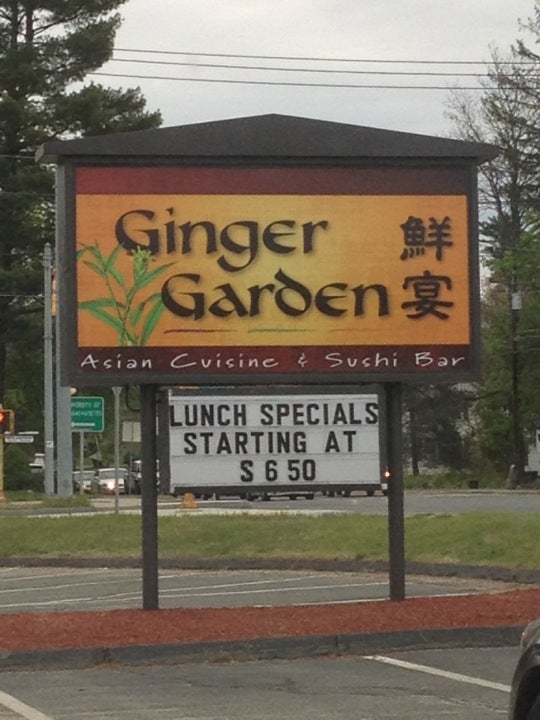 Ginger
Garden
鮮
宴
Asian Cuisine & Sushi Bar
LUNCH SPECIALS
STARTING AT
$ 6 50